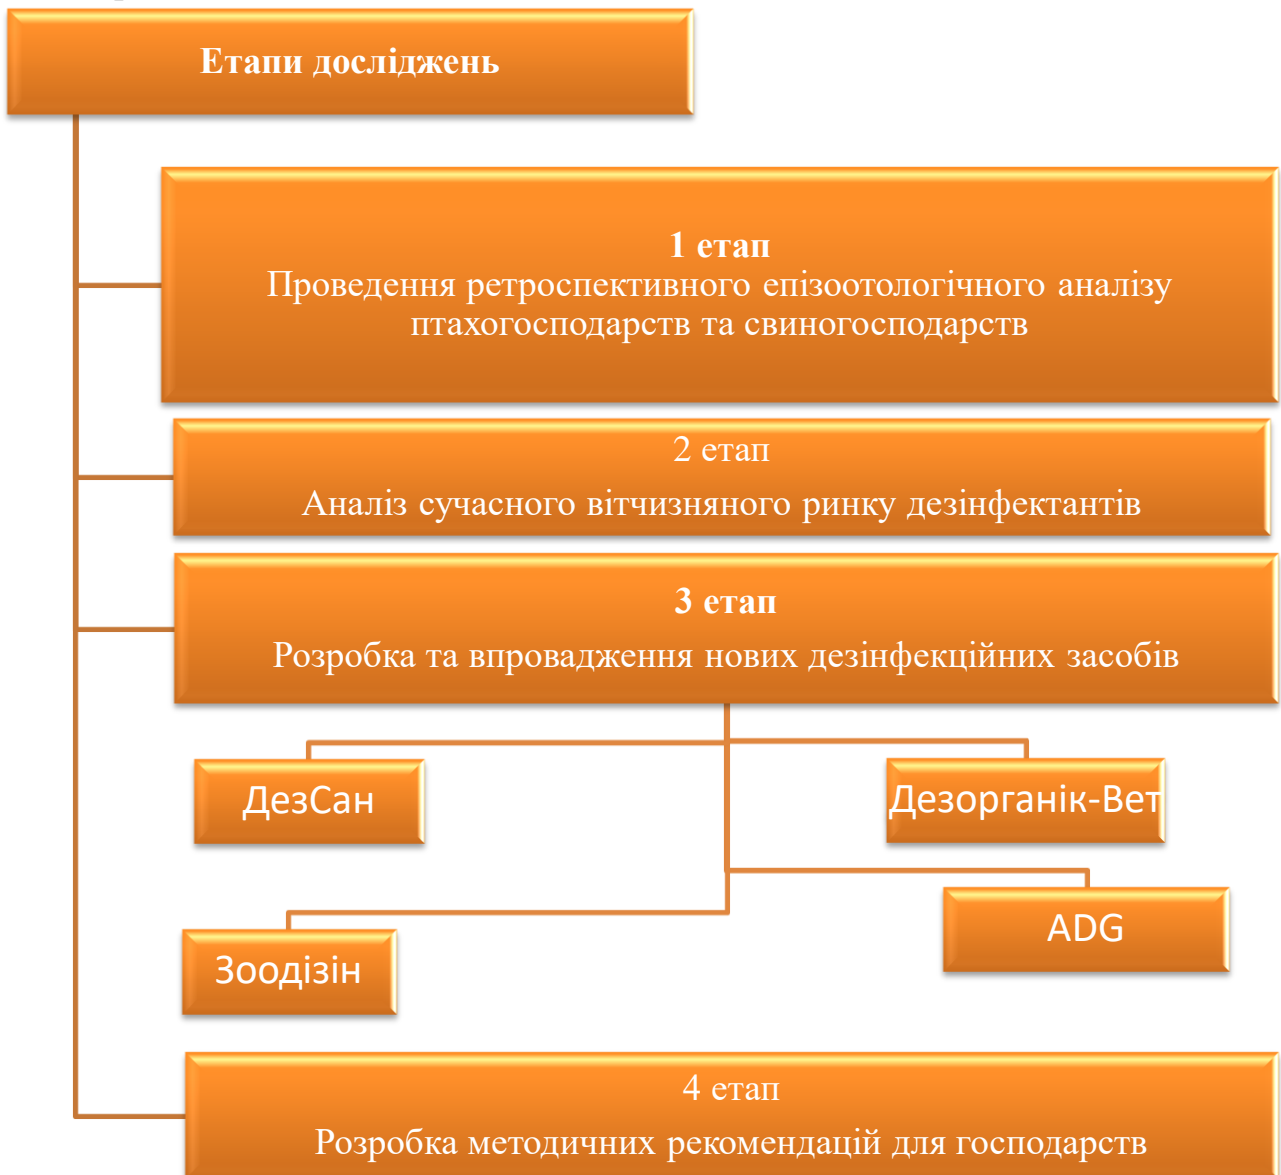 Етапи досліджень
1 етап
Проведення ретроспективного епізоотологічного аналізу
птахогосподарств та свиногосподарств
2 етап
Аналіз сучасного вітчизняного ринку дезінфектантів
3 етап
Розробка та впровадження нових дезінфекційних засобів
ДезСан
Дезорганік-Вет
Зоодізін
ADG
4 етап
Розробка методичних рекомендацій для господарств